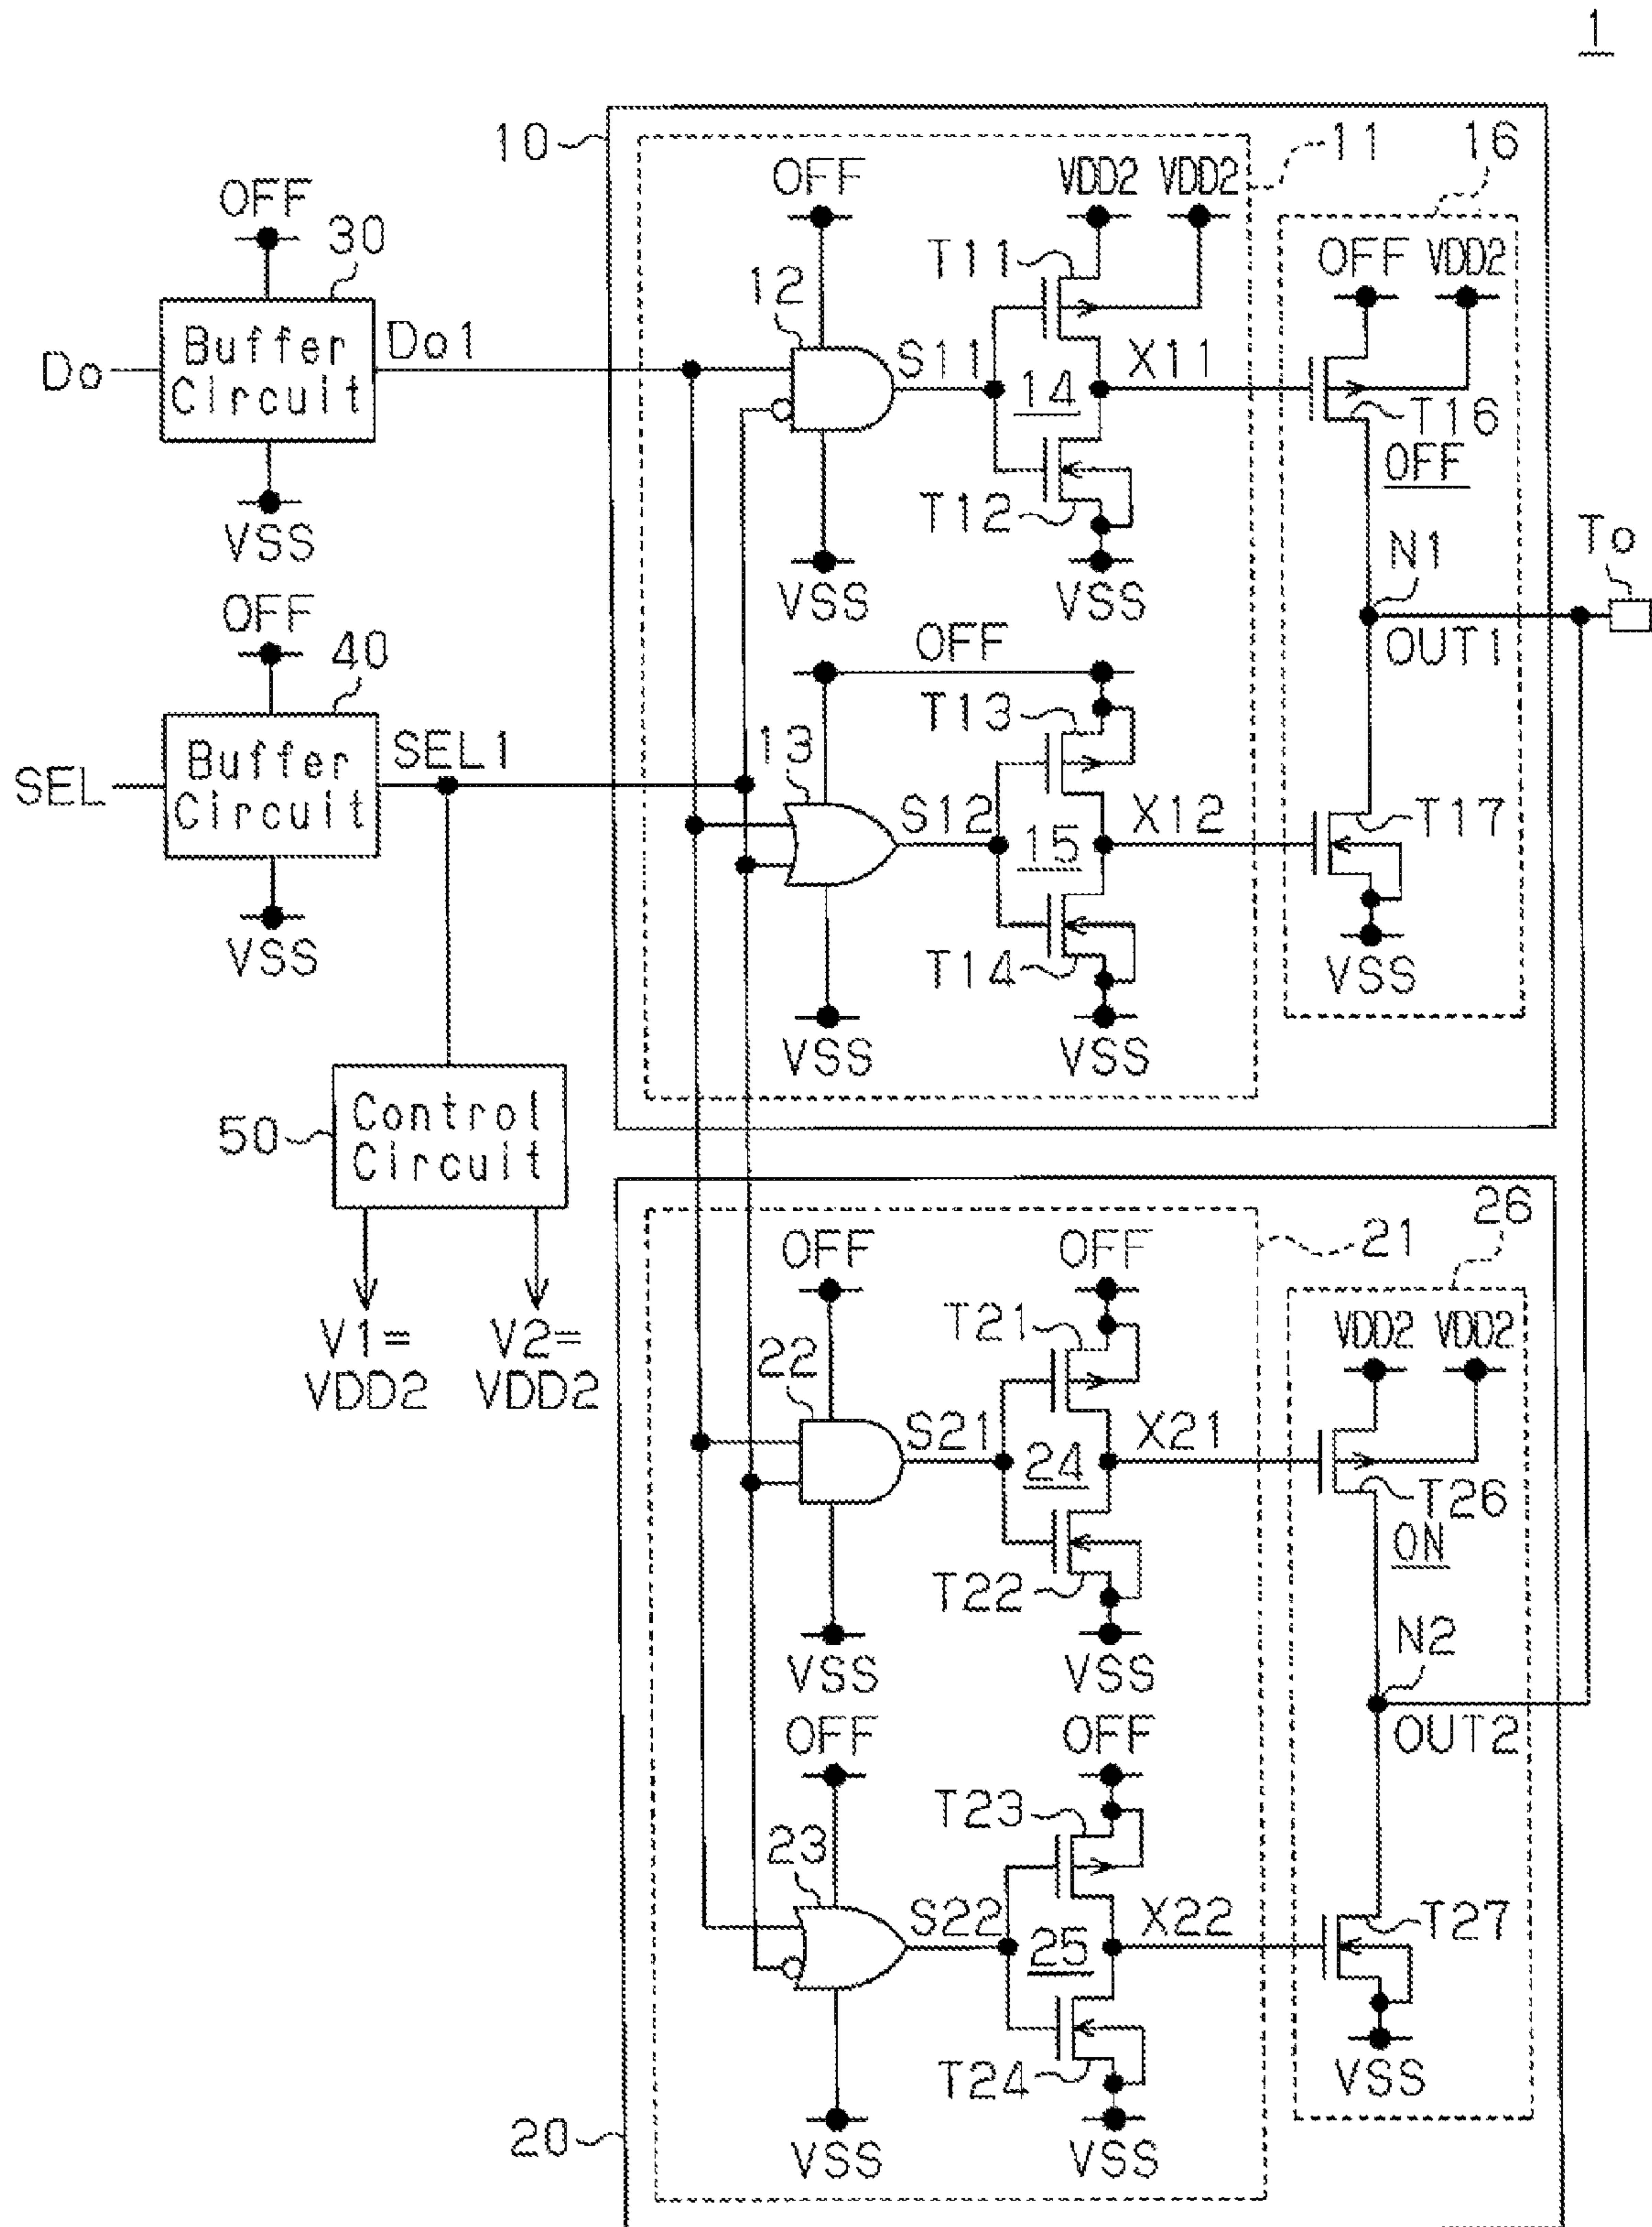 1
10
11
16
OFF
VDD2 VDD2
OFF
30
T11
OFF VDD2
12
Buffer
Circuit
Do
Do1
S11
14
X11
T16
OFF
T12
VSS
VSS
VSS
N1
To
OUT1
OFF
40
OFF
T13
13
Buffer
Circuit
SEL
SEL1
S12
15
X12
T17
VSS
T14
VSS
VSS
VSS
50
Control
Circuit
V1=
VDD2
V2=
VDD2
26
21
OFF
OFF
T21
VDD2 VDD2
22
S21
24
X21
T26
ON
T22
VSS
VSS
N2
OUT2
OFF
OFF
T23
23
S22
25
X22
T27
T24
VSS
VSS
VSS
20